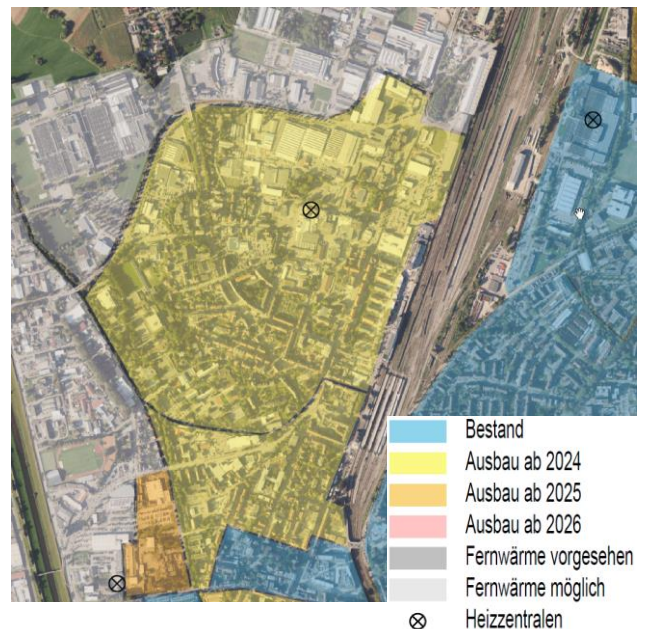 Bestand
Ausbau ab 2024
Ausbau ab 2025
Ausbau ab 2026
Fernwärme vorgesehen
Fernwärme möglich
Heizzentralen